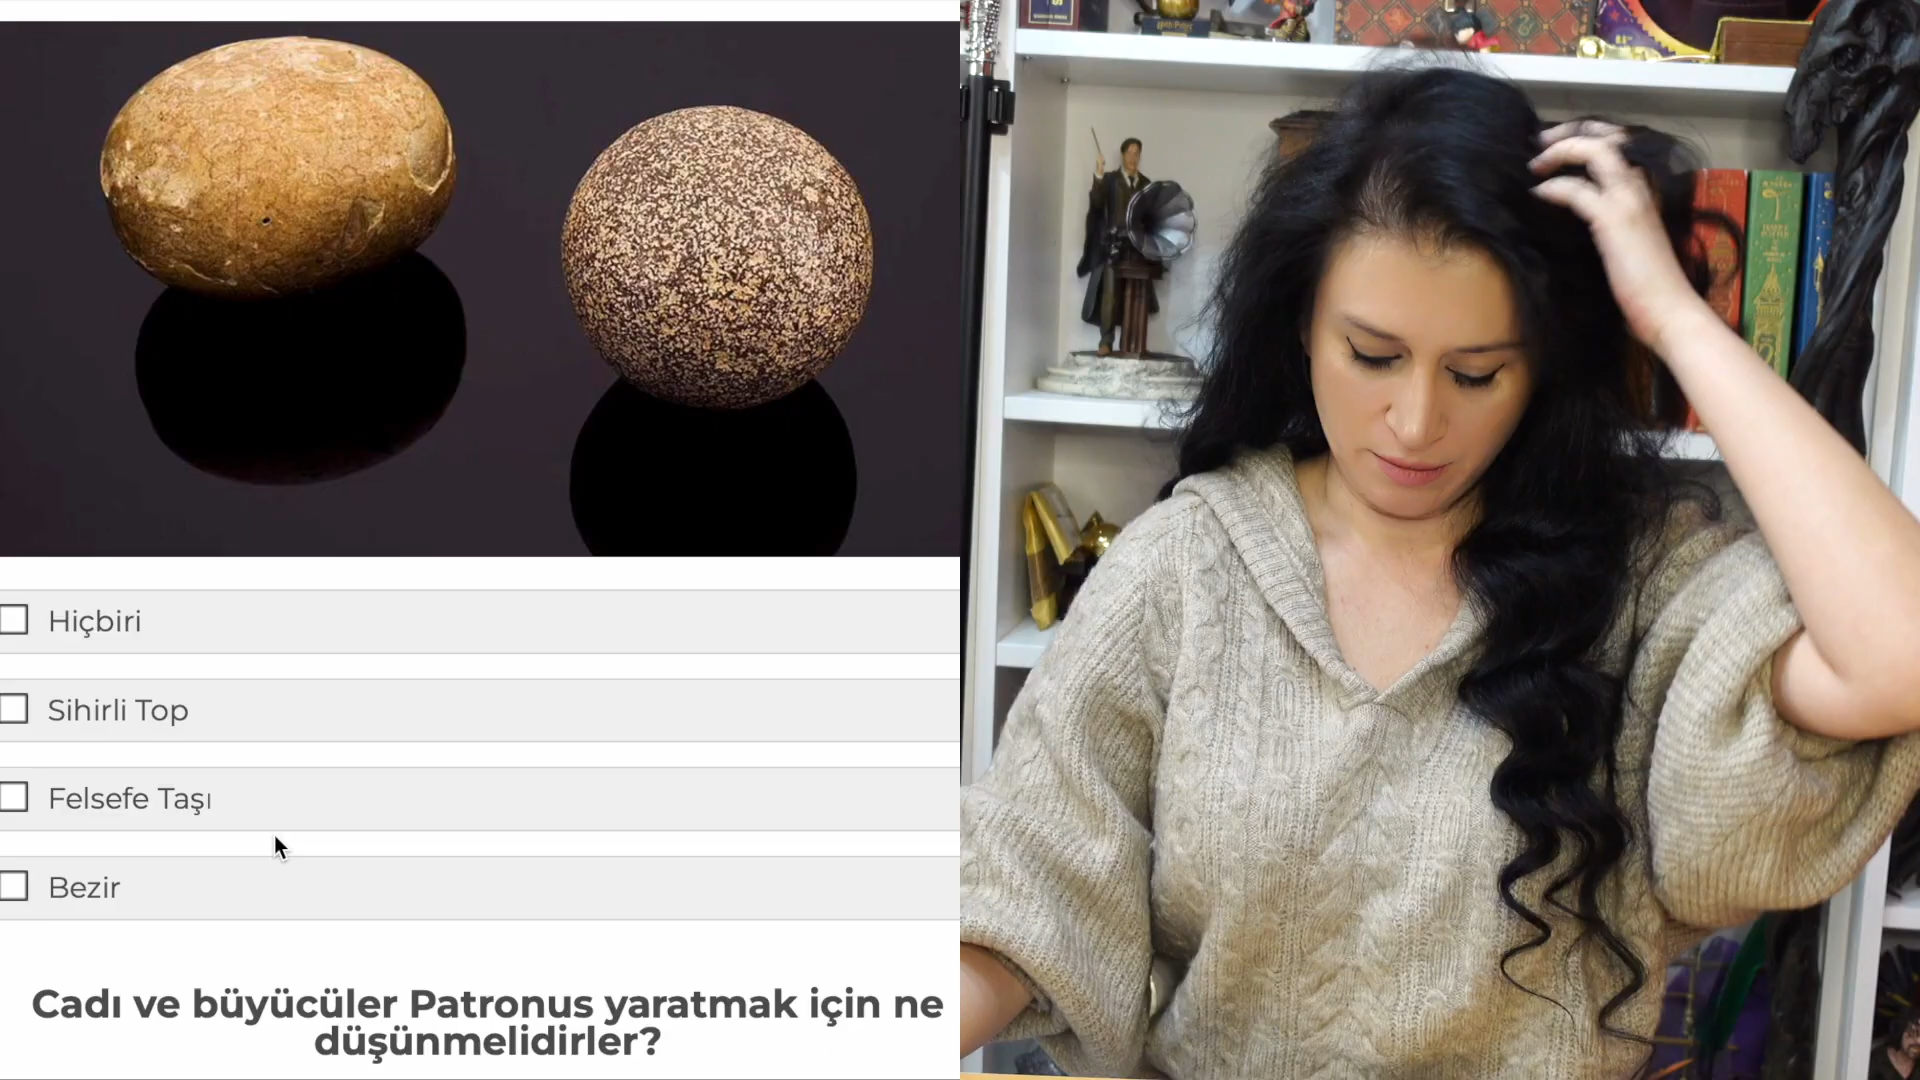 Hiçbiri
Sihirli Top
Felsefe Taşı
Bezir
Cadı ve büyücüler Patronus yaratmak için ne
düşünmelidirler?